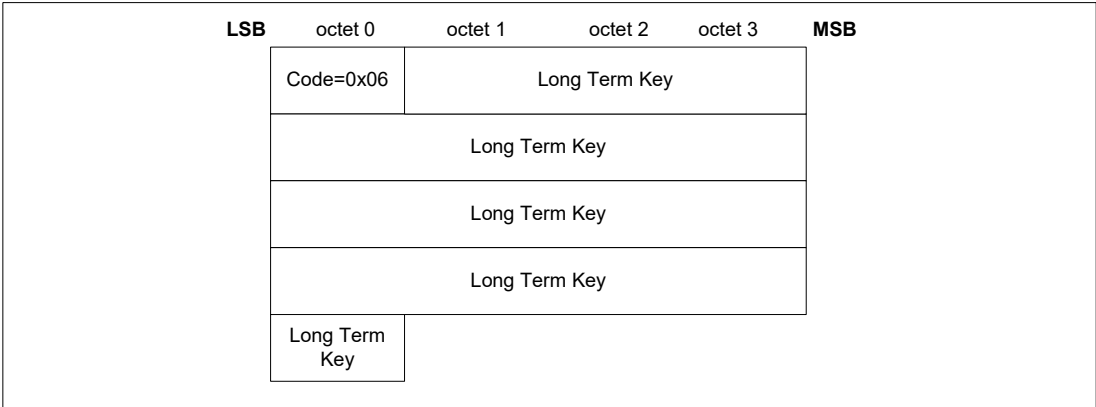 LSB octet 0 octet 1 octet 2 octet 3 MSB
Code=0x06 Long Term Key
Long Term Key
Long Term Key
Long Term Key
Long Term
Key